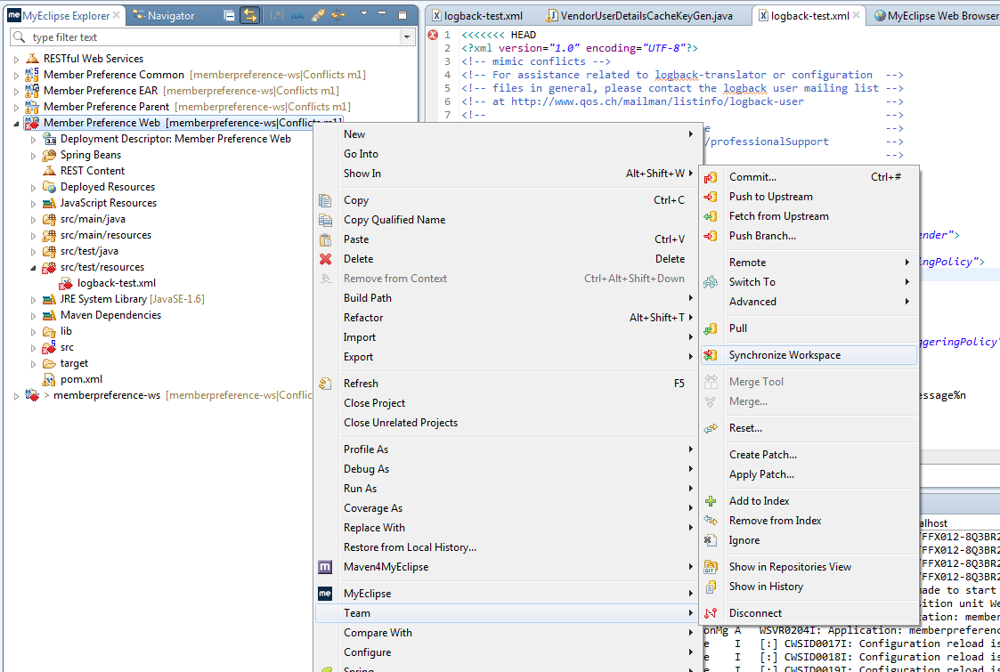 MyEclipse Explorer
Navigator
type filter text
RESTful Web Services
Member Preference Common [memberpreference-ws|Conflicts m1]
Member Preference EAR [memberpreference-ws|Conflicts m1]
Member Preference Parent [memberpreference-ws|Conflicts m1]
Member Preference Web [memberpreference-ws|Conflicts m1]
Deployment Descriptor: Member Preference Web
Spring Beans
REST Content
Deployed Resources
JavaScript Resources
src/main/java
src/main/resources
src/test/java
src/test/resources
logback-test.xml
JRE System Library [JavaSE-1.6]
Maven Dependencies
lib
src
target
pom.xml
> memberpreference-ws [memberpreference-ws|Conflic
logback-test.xml
VendorUserDetailsCacheKeyGen.java
logback-test.xml
MyEclipse Web Browser
1 <<<<<<< HEAD
2 <?xml version="1.0" encoding="UTF-8"?>
3 <!-- mimic conflicts -->
4 <!-- For assistance related to logback-translator or configuration -->
5 <!-- files in general, please contact the logback user mailing list -->
6 <!-- at http://www.qos.ch/mailman/listinfo/logback-user -->
7 <!-- -->
e -->
/professionalSupport -->
-->
ender">
ingPolicy">
ggeringPolicy"
essage%n
New
Go Into
Show In Alt+Shift+W
Copy Ctrl+C
Copy Qualified Name
Paste Ctrl+V
Delete Delete
Remove from Context Ctrl+Alt+Shift+Down
Build Path
Refactor Alt+Shift+T
Import
Export
Refresh F5
Close Project
Close Unrelated Projects
Profile As
Debug As
Run As
Coverage As
Replace With
Restore from Local History...
Maven4MyEclipse
MyEclipse
Team
Compare With
Configure
Spring
Commit... Ctrl+#
Push to Upstream
Fetch from Upstream
Push Branch...
Remote
Switch To
Advanced
Pull
Synchronize Workspace
Merge Tool
Merge...
Reset...
Create Patch...
Apply Patch...
Add to Index
Remove from Index
Ignore
Show in Repositories View
Show in History
Disconnect
alhost
FFX012-8Q3BR2
FFX012-8Q3BR2
FFX012-8Q3BR2
FFX012-8Q3BR2
made to start
ition unit We
cation: member
onMg A WSVR0204I: Application: memberpreferenc
e I [:] CWSID0017I: Configuration reload is
e I [:] CWSID0018I: Configuration reload is
e I [:] CWSID0019I: Configuration reload is